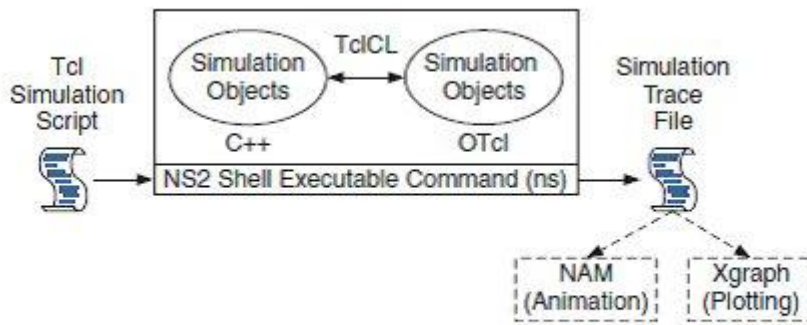 Tcl
Simulation
Script
TclCL
Simulation
Objects
Simulation
Objects
C++
OTcl
NS2 Shell Executable Command (ns)
Simulation
Trace
File
NAM
(Animation)
Xgraph
(Plotting)